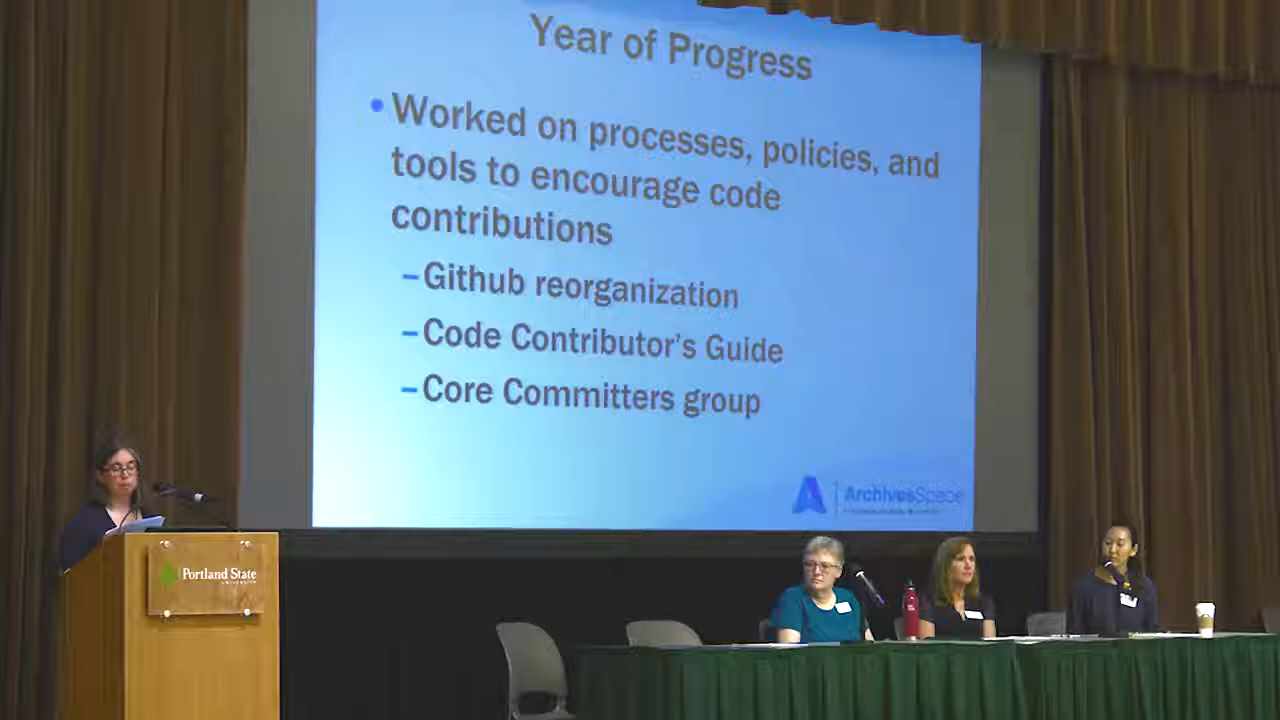 Year of Progress
• Worked on processes, policies, and
tools to encourage code
contributions
–Github reorganization
–Code Contributor's Guide
–Core Committers group
ArchivesSpace
Portland State
UNIVERSITY